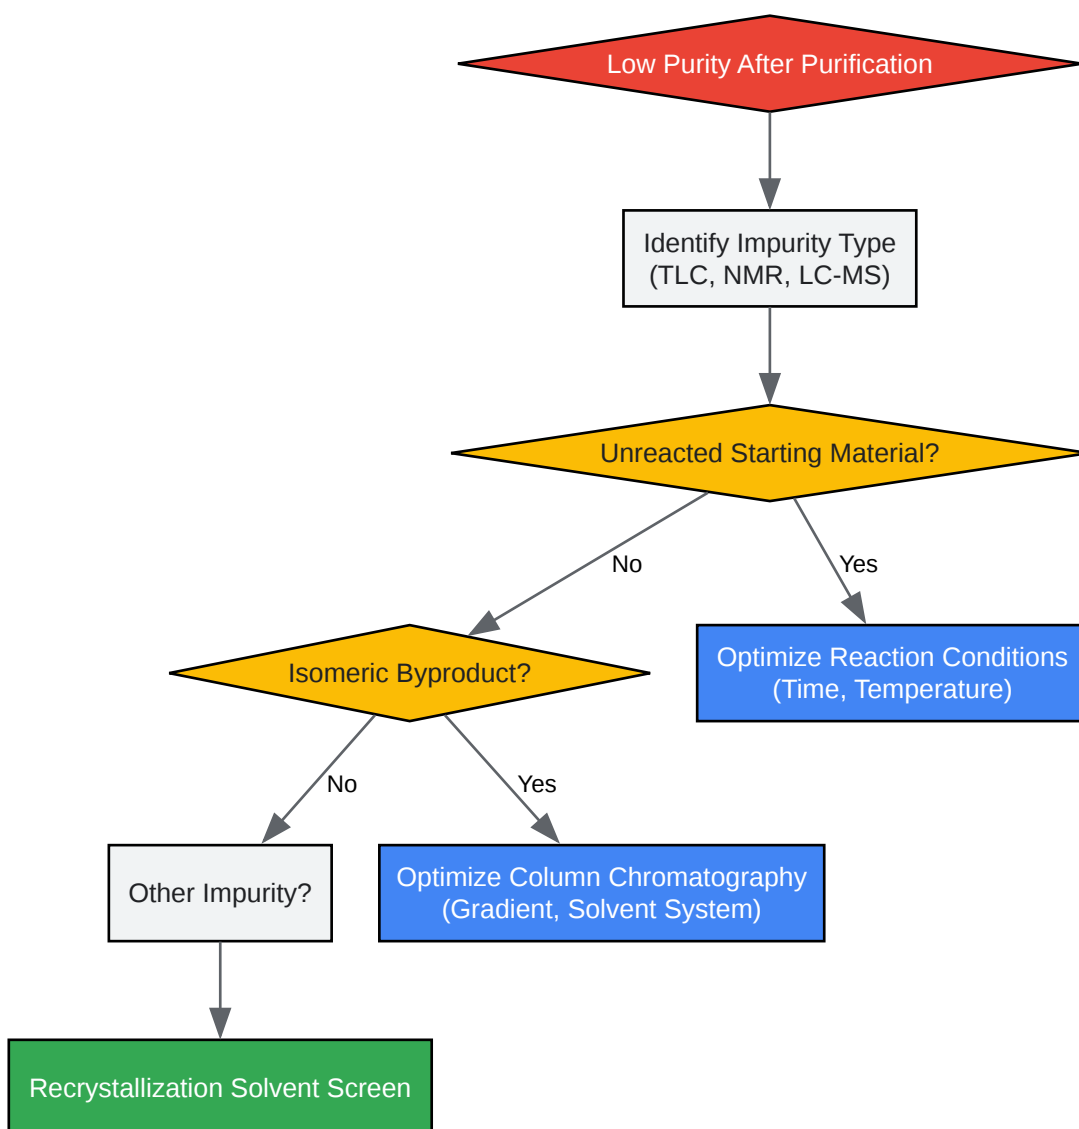 Low Purity After Purification
Identify Impurity Type
(TLC, NMR, LC-MS)
Unreacted Starting Material?
No
Yes
Optimize Reaction Conditions
(Time, Temperature)
Isomeric Byproduct?
No
Yes
Other Impurity?
Optimize Column Chromatography
(Gradient, Solvent System)
Recrystallization Solvent Screen